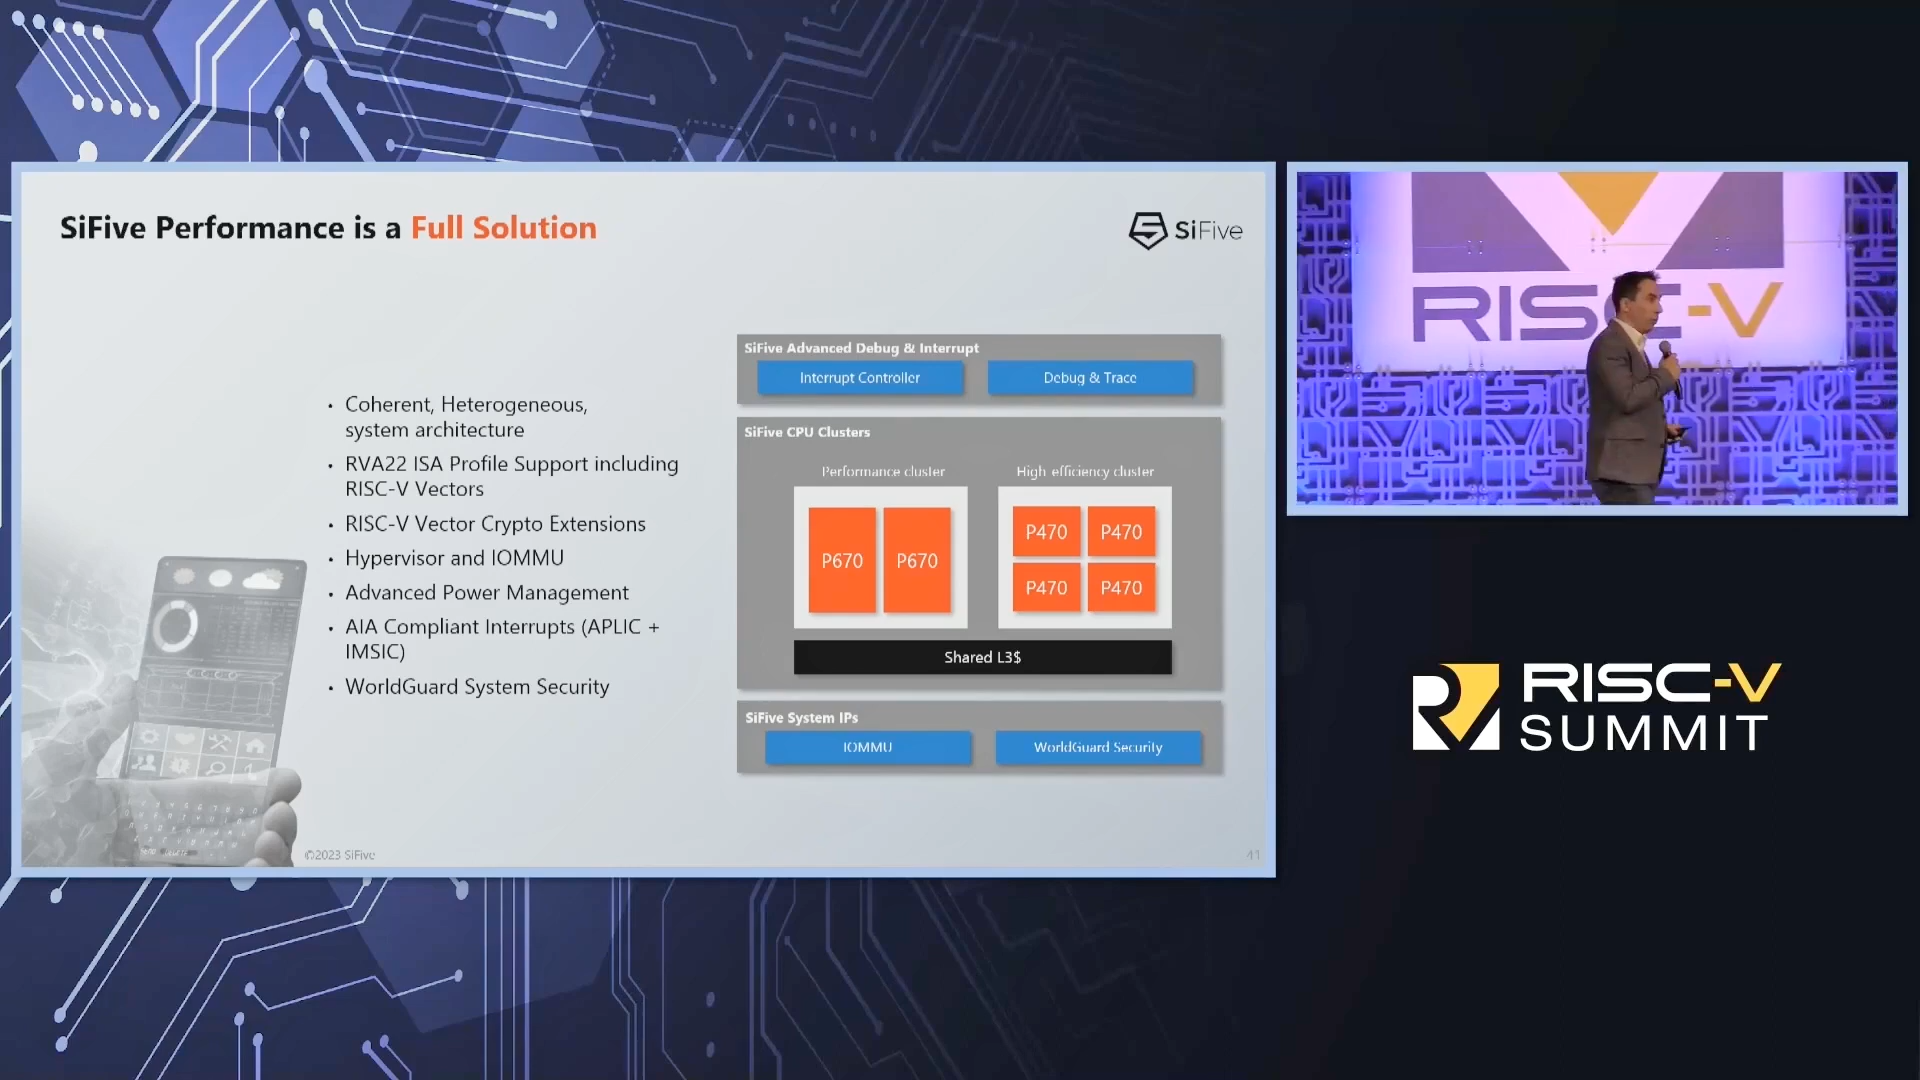 SiFive Performance is a Full Solution
SiFive
• Coherent, Heterogeneous,
system architecture
• RVA22 ISA Profile Support including
RISC-V Vectors
• RISC-V Vector Crypto Extensions
• Hypervisor and IOMMU
• Advanced Power Management
• AIA Compliant Interrupts (APLIC +
IMSIC)
• WorldGuard System Security
SiFive Advanced Debug & Interrupt
Interrupt Controller
Debug & Trace
SiFive CPU Clusters
Performance cluster
High efficiency cluster
P670 P670
P470 P470
P470 P470
Shared L3$
SiFive System IPs
IOMMU
WorldGuard Security
©2023 SiFive
41
RISC-V
RISC-V
SUMMIT